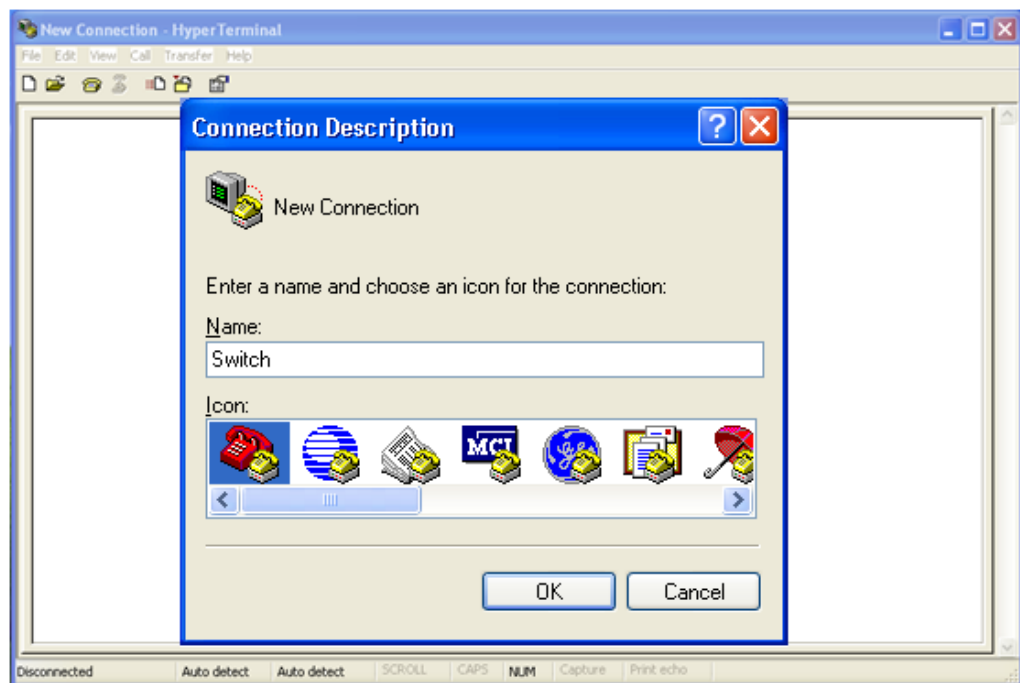 New Connection - HyperTerminal
File Edit View Call Transfer Help
Connection Description
New Connection
Enter a name and choose an icon for the connection:
Name:
Switch
Icon:
MCI
OK Cancel
Disconnected Auto detect Auto detect SCROLL CAPS NUM Capture Print echo